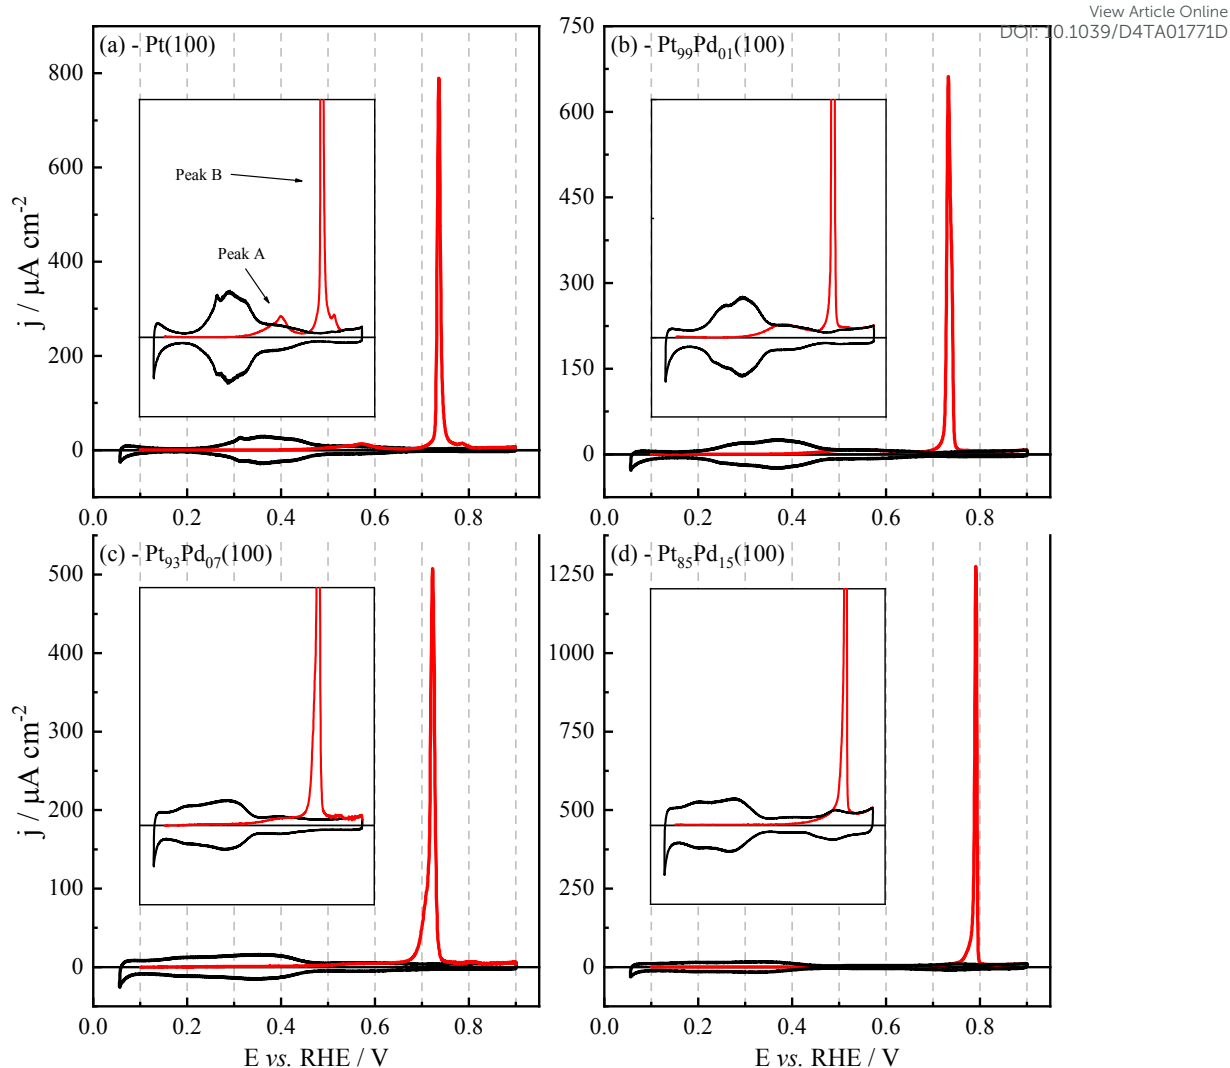 View Article Online
DOI: 10.1039/D4TA01771D
(a) - Pt(100)
800
600
400
200
0
j / µA cm⁻²
Peak B
Peak A
0.0 0.2 0.4 0.6 0.8
(b) - Pt₉₉Pd₀₁(100)
750
600
450
300
150
0
0.0 0.2 0.4 0.6 0.8
(c) - Pt₉₃Pd₀₇(100)
500
400
300
200
100
0
j / µA cm⁻²
0.0 0.2 0.4 0.6 0.8
E vs. RHE / V
(d) - Pt₈₅Pd₁₅(100)
1250
1000
750
500
250
0
0.0 0.2 0.4 0.6 0.8
E vs. RHE / V